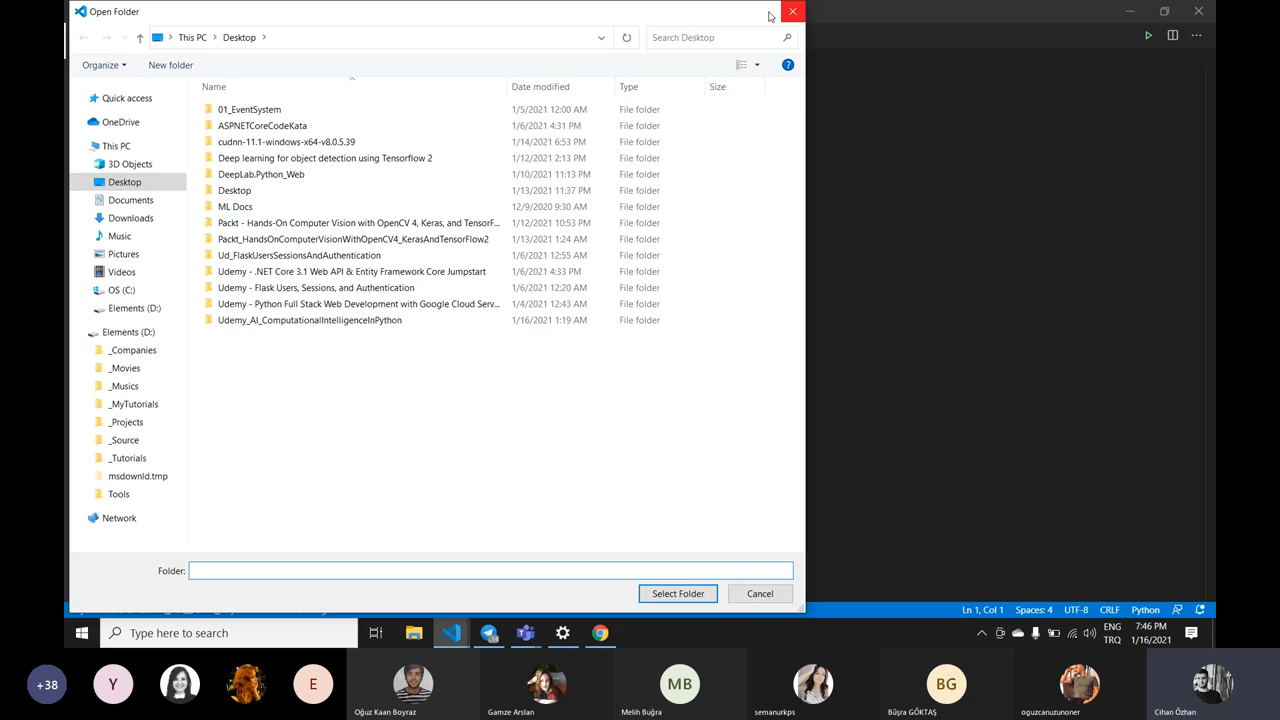 Open Folder
This PC
Desktop
Search Desktop
Organize
New folder
Name
Date modified
Type
Size
Quick access
OneDrive
This PC
3D Objects
Desktop
Documents
Downloads
Music
Pictures
Videos
OS (C:)
Elements (D:)
Elements (D:)
_Companies
_Movies
_Musics
_MyTutorials
_Projects
_Source
_Tutorials
msdownld.tmp
Tools
Network
01_EventSystem 1/5/2021 12:00 AM File folder
ASPNETCoreCodeKata 1/6/2021 4:31 PM File folder
cudnn-11.1-windows-x64-v8.0.5.39 1/14/2021 6:53 PM File folder
Deep learning for object detection using Tensorflow 2 1/12/2021 2:13 PM File folder
DeepLab.Python_Web 1/10/2021 11:13 PM File folder
Desktop 1/13/2021 11:37 PM File folder
ML Docs 12/9/2020 9:30 AM File folder
Packt - Hands-On Computer Vision with OpenCV 4, Keras, and TensorF... 1/12/2021 10:53 PM File folder
Packt_HandsOnComputerVisionWithOpenCV4_KerasAndTensorFlow2 1/13/2021 1:24 AM File folder
Ud_FlaskUsersSessionsAndAuthentication 1/6/2021 12:55 AM File folder
Udemy - .NET Core 3.1 Web API & Entity Framework Core Jumpstart 1/6/2021 4:33 PM File folder
Udemy - Flask Users, Sessions, and Authentication 1/6/2021 12:20 AM File folder
Udemy - Python Full Stack Web Development with Google Cloud Serv... 1/4/2021 12:43 AM File folder
Udemy_AI_ComputationalIntelligenceInPython 1/16/2021 1:19 AM File folder
Folder:
Select Folder
Cancel
Ln 1, Col 1
Spaces: 4
UTF-8
CRLF
Python
Type here to search
ENG
TRQ
7:46 PM
1/16/2021
+38
Y
E
MB
BG
Oğuz Kaan Boyraz
Gamze Arslan
Melih Buğra
semanurkps
Büşra GÖKTAŞ
oguzcanuzunoner
Cihan Özhan